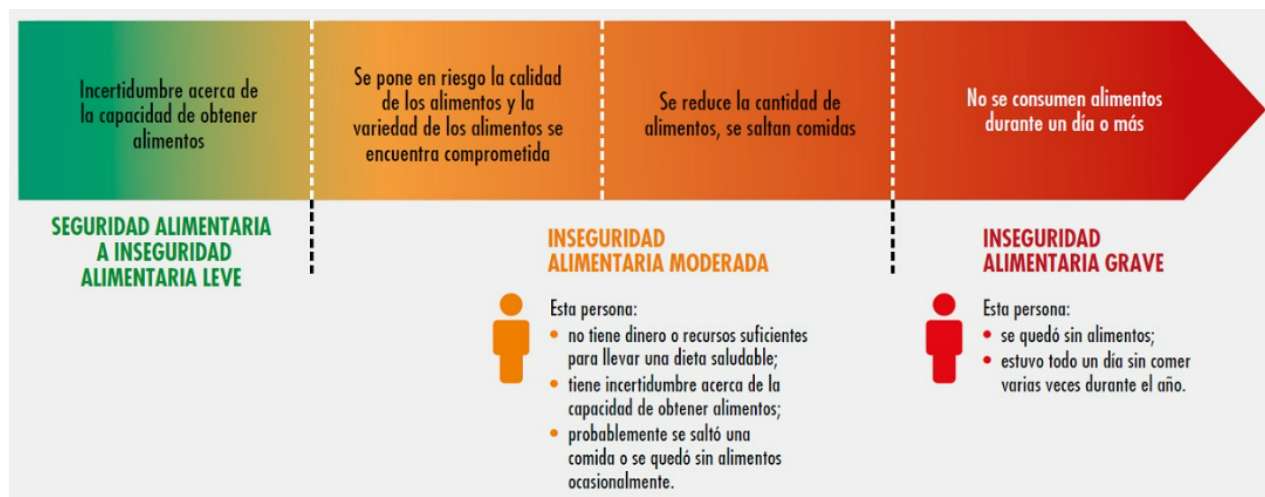 Incertidumbre acerca de
la capacidad de obtener
alimentos
Se pone en riesgo la calidad
de los alimentos y la
variedad de los alimentos se
encuentra comprometida
Se reduce la cantidad de
alimentos, se saltan comidas
No se consumen alimentos
durante un día o más
SEGURIDAD ALIMENTARIA
A INSEGURIDAD
ALIMENTARIA LEVE
INSEGURIDAD
ALIMENTARIA MODERADA
Esta persona:
• no tiene dinero o recursos suficientes
para llevar una dieta saludable;
• tiene incertidumbre acerca de la
capacidad de obtener alimentos;
• probablemente se saltó una
comida o se quedó sin alimentos
ocasionalmente.
INSEGURIDAD
ALIMENTARIA GRAVE
Esta persona:
• se quedó sin alimentos;
• estuvo todo un día sin comer
varias veces durante el año.